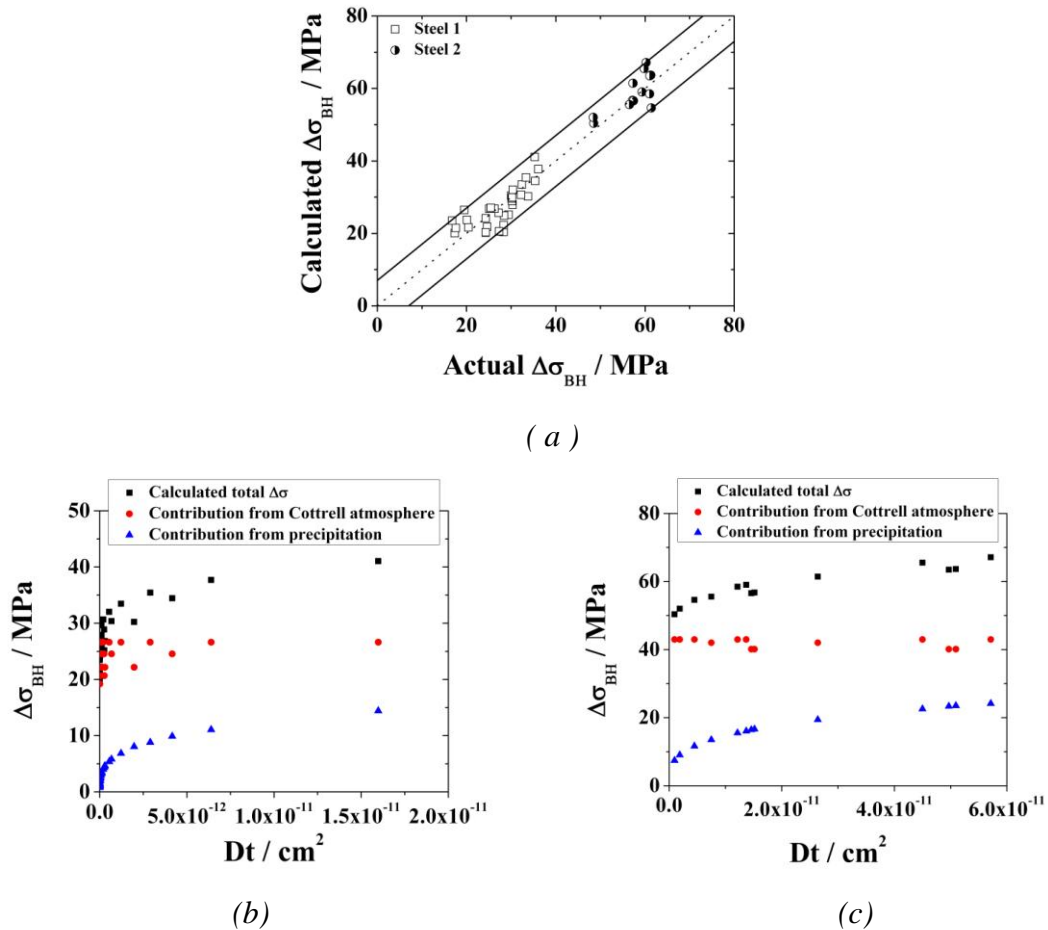 80
60
40
20
0
Calculated Δσ_BH / MPa
Steel 1
Steel 2
0 20 40 60 80
Actual Δσ_BH / MPa
( a )
Calculated total Δσ
Contribution from Cottrell atmosphere
Contribution from precipitation
50
40
30
20
10
0
Δσ_BH / MPa
0.0 5.0x10⁻¹² 1.0x10⁻¹¹ 1.5x10⁻¹¹ 2.0x10⁻¹¹
Dt / cm²
(b)
Calculated total Δσ
Contribution from Cottrell atmosphere
Contribution from precipitation
80
60
40
20
0
Δσ_BH / MPa
0.0 2.0x10⁻¹¹ 4.0x10⁻¹¹ 6.0x10⁻¹¹
Dt / cm²
(c)